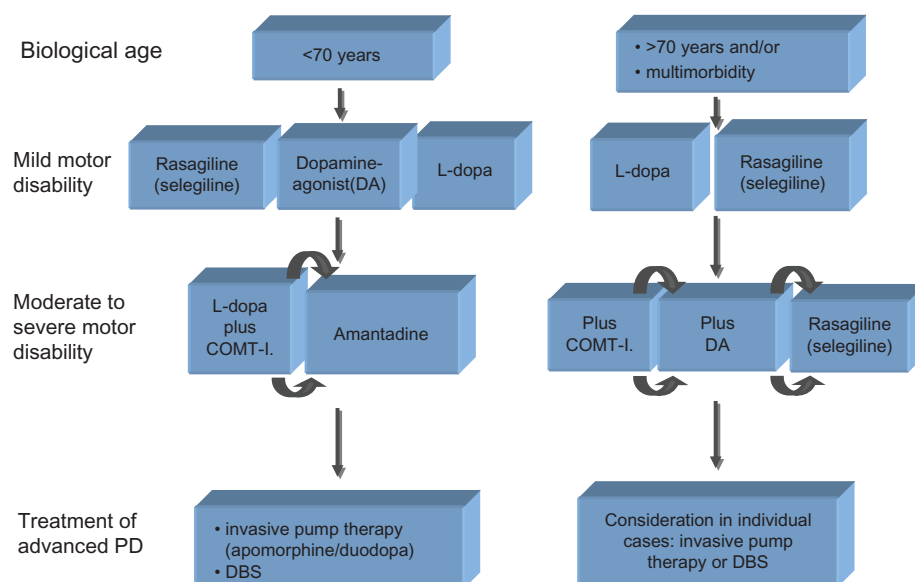 Biological age
<70 years
• >70 years and/or
• multimorbidity
Mild motor
disability
Rasagiline
(selegiline)
Dopamine-
agonist(DA)
L-dopa
L-dopa
Rasagiline
(selegiline)
Moderate to
severe motor
disability
L-dopa
plus
COMT-I.
Amantadine
Plus
COMT-I.
Plus
DA
Rasagiline
(selegiline)
Treatment of
advanced PD
• invasive pump therapy
(apomorphine/duodopa)
• DBS
Consideration in individual
cases: invasive pump
therapy or DBS